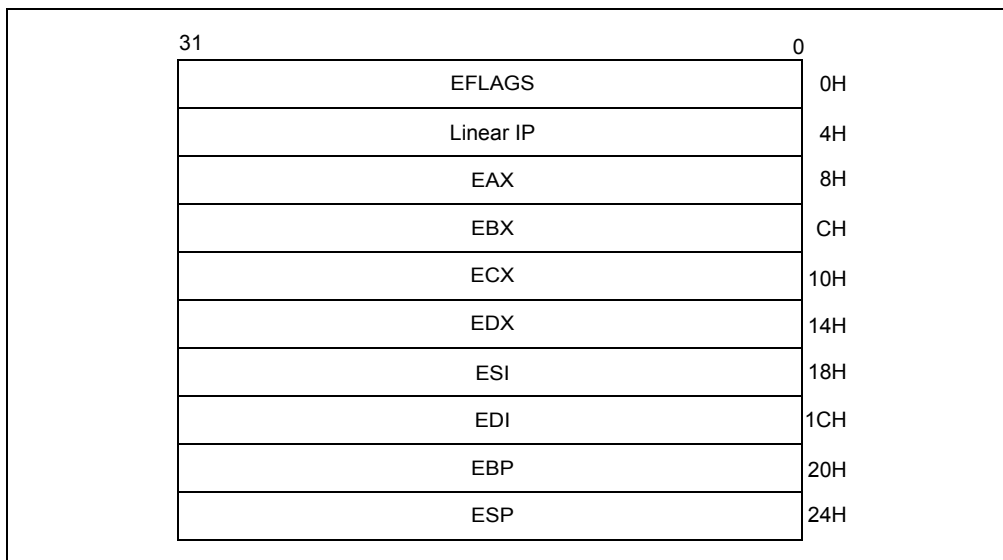 31 0
EFLAGS 0H
Linear IP 4H
EAX 8H
EBX CH
ECX 10H
EDX 14H
ESI 18H
EDI 1CH
EBP 20H
ESP 24H